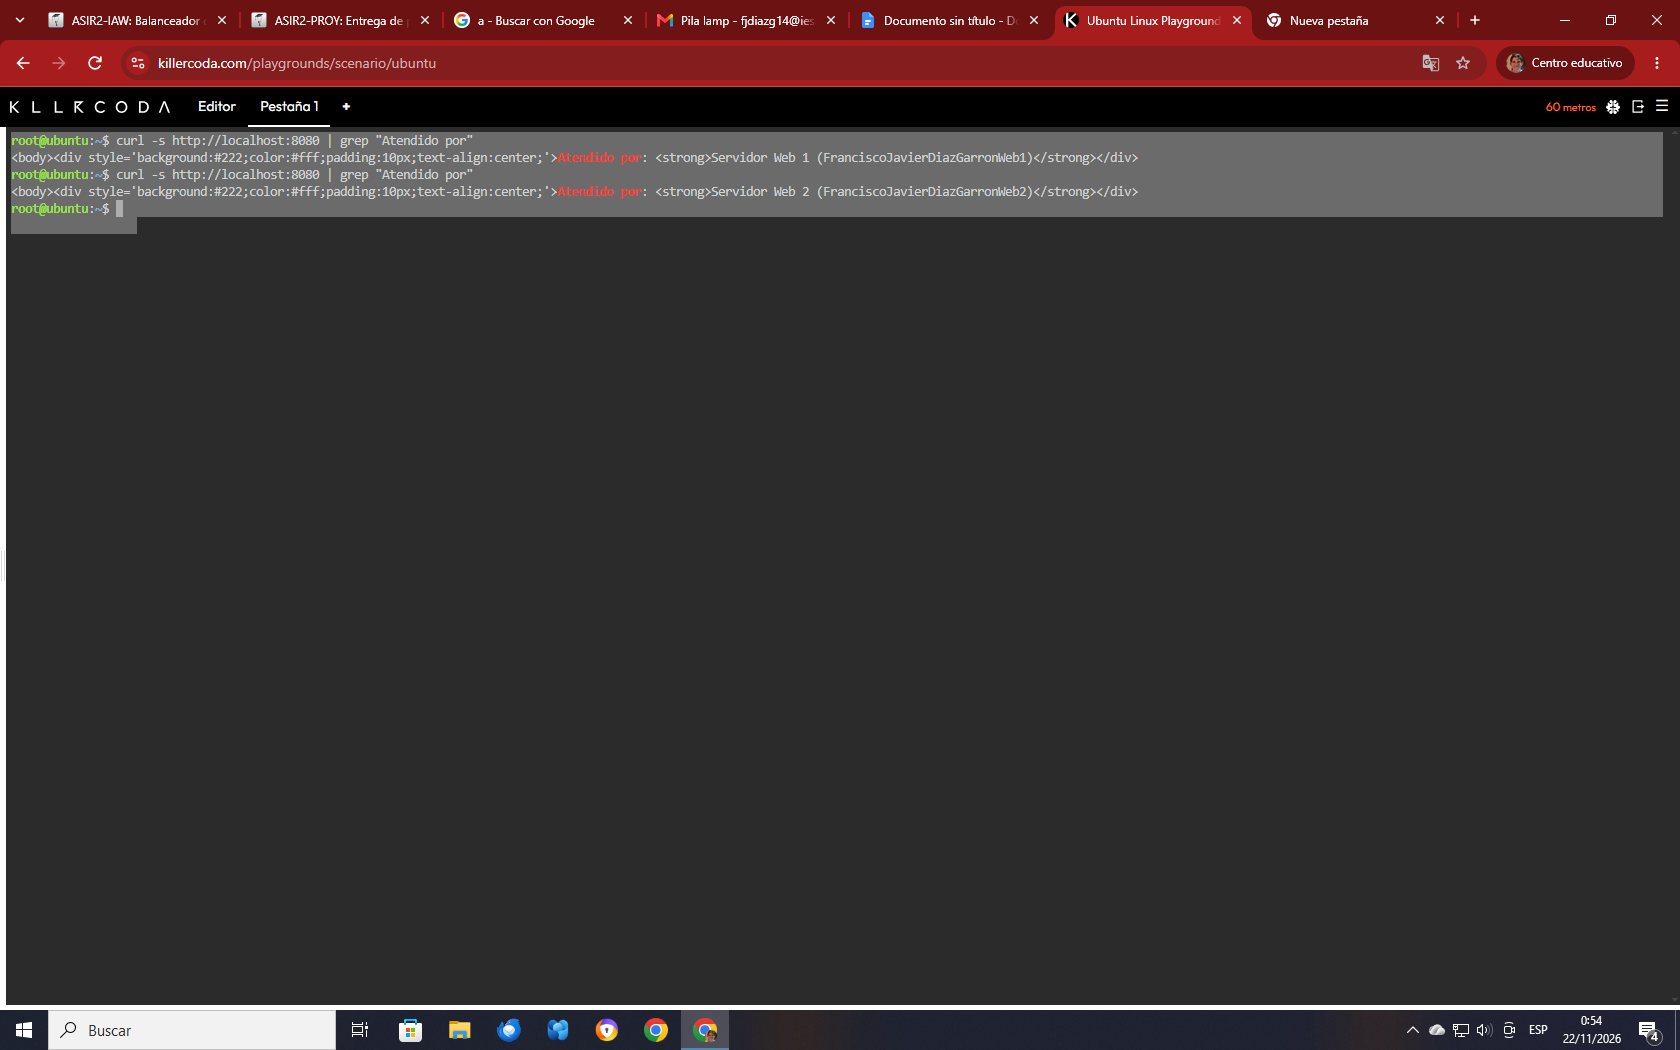 ASIR2-IAW: Balanceador
ASIR2-PROY: Entrega de
a - Buscar con Google
Pila lamp - fjdiazg14@ies
Documento sin título - D
Ubuntu Linux Playground
Nueva pestaña
killercoda.com/playgrounds/scenario/ubuntu
Centro educativo
KLLRCODA
Editor
Pestaña 1
+
60 metros
root@ubuntu:~$ curl -s http://localhost:8080 | grep "Atendido por"
<body><div style='background:#222;color:#fff;padding:10px;text-align:center;'>Atendido por: <strong>Servidor Web 1 (FranciscoJavierDiazGarronWeb1)</strong></div>
root@ubuntu:~$ curl -s http://localhost:8080 | grep "Atendido por"
<body><div style='background:#222;color:#fff;padding:10px;text-align:center;'>Atendido por: <strong>Servidor Web 2 (FranciscoJavierDiazGarronWeb2)</strong></div>
root@ubuntu:~$
Buscar
ESP
0:54
22/11/2026
4